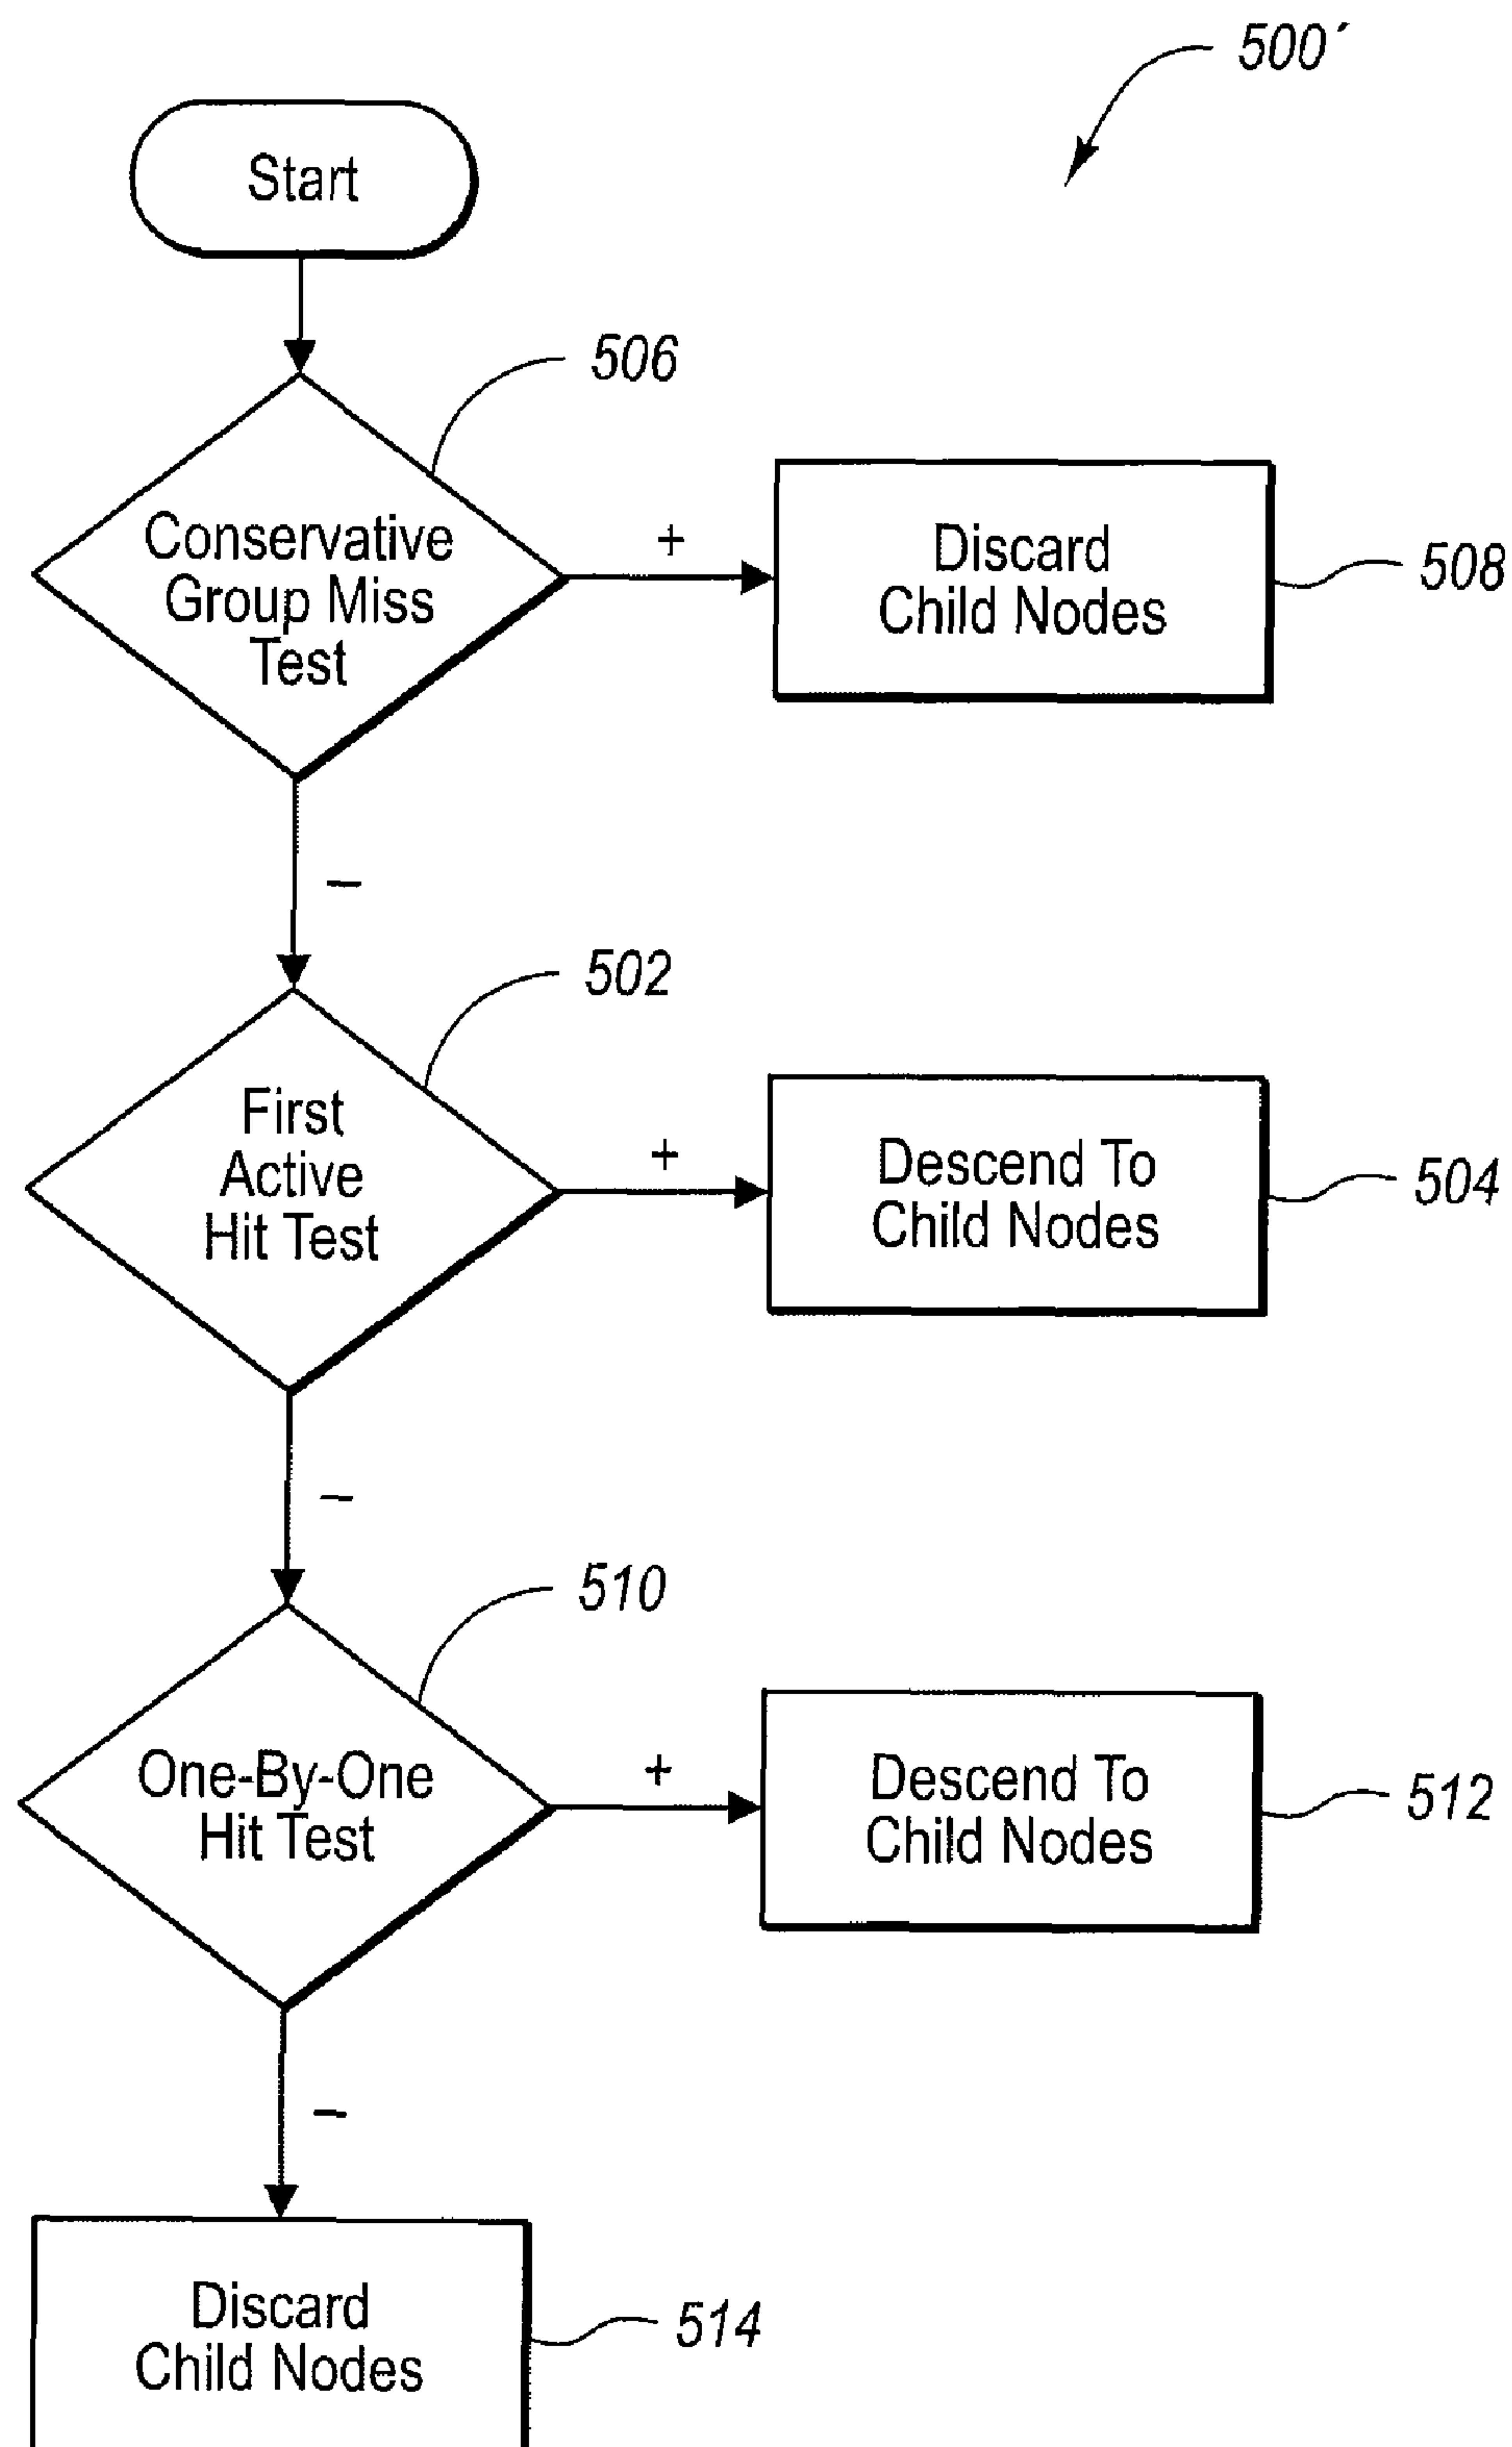 500´
Start
506
Conservative
Group Miss
Test
+
Discard
Child Nodes
508
–
502
First
Active
Hit Test
+
Descend To
Child Nodes
504
–
510
One-By-One
Hit Test
+
Descend To
Child Nodes
512
–
Discard
Child Nodes
514